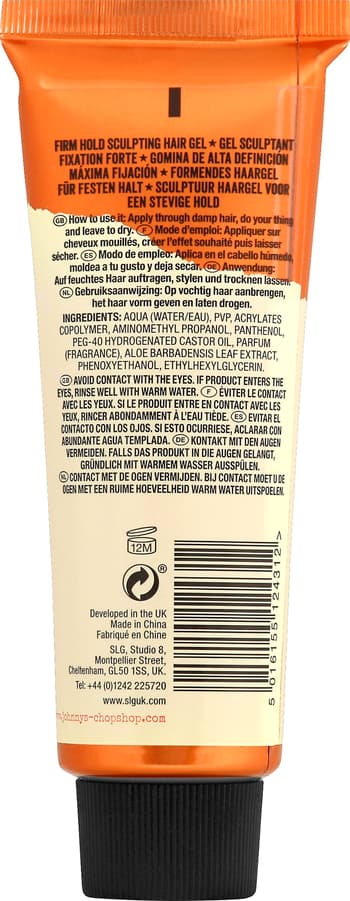 FIRM HOLD SCULPTING HAIR GEL ★ GEL SCULPTANT
FIXATION FORTE ★ GOMINA DE ALTA DEFINICIÓN
MÁXIMA FIJACIÓN ★ FORMENDES HAARGEL
FÜR FESTEN HALT ★ SCULPTUUR HAARGEL VOOR
EEN STEVIGE HOLD
GB How to use it: Apply through damp hair, do your thing
and leave to dry. F Mode d'emploi: Appliquer sur
cheveux mouillés, créer l'effet souhaité puis laisser
sécher. ES Modo de empleo: Aplica en el cabello húmedo,
moldea a tu gusto y deja secar. DE Anwendung:
Auf feuchtes Haar auftragen, stylen und trocknen lassen.
NL Gebruiksaanwijzing: Op vochtig haar aanbrengen,
het haar vorm geven en laten drogen.
INGREDIENTS: AQUA (WATER/EAU), PVP, ACRYLATES
COPOLYMER, AMINOMETHYL PROPANOL, PANTHENOL,
PEG-40 HYDROGENATED CASTOR OIL, PARFUM
(FRAGRANCE), ALOE BARBADENSIS LEAF EXTRACT,
PHENOXYETHANOL, ETHYLHEXYLGLYCERIN.
GB AVOID CONTACT WITH THE EYES. IF PRODUCT ENTERS THE
EYES, RINSE WELL WITH WARM WATER. F ÉVITER LE CONTACT
AVEC LES YEUX. SI LE PRODUIT ENTRE EN CONTACT AVEC LES
YEUX, RINCER ABONDAMMENT À L'EAU TIÈDE. ES EVITAR EL
CONTACTO CON LOS OJOS. SI ESTO OCURRIESE, ACLARAR CON
ABUNDANTE AGUA TEMPLADA. DE KONTAKT MIT DEN AUGEN
VERMEIDEN. FALLS DAS PRODUKT IN DIE AUGEN GELANGT,
GRÜNDLICH MIT WARMEM WASSER AUSSPÜLEN.
NL CONTACT MET DE OGEN VERMIJDEN. BIJ CONTACT MOET U DE
OGEN MET EEN RUIME HOEVEELHEID WARM WATER UITSPOELEN.
12M
®
Developed in the UK
Made in China
Fabriqué en Chine
SLG, Studio 8,
Montpellier Street,
Cheltenham, GL50 1SS, UK.
Tel: +44 (0)1242 225720
www.slguk.com
johnnys-chopshop.com
5 016155 124312 >